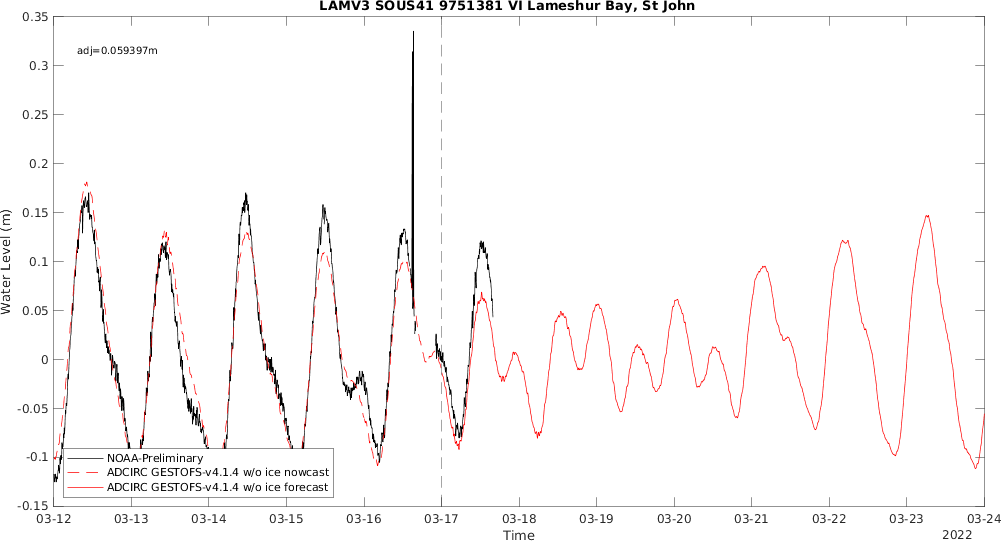 LAMV3 SOUS41 9751381 VI Lameshur Bay, St John
adj=0.059397m
0.35
0.3
0.25
0.2
0.15
0.1
0.05
0
-0.05
-0.1
-0.15
Water Level (m)
NOAA-Preliminary
ADCIRC GESTOFS-v4.1.4 w/o ice nowcast
ADCIRC GESTOFS-v4.1.4 w/o ice forecast
03-12 03-13 03-14 03-15 03-16 03-17 03-18 03-19 03-20 03-21 03-22 03-23 03-24
Time
2022